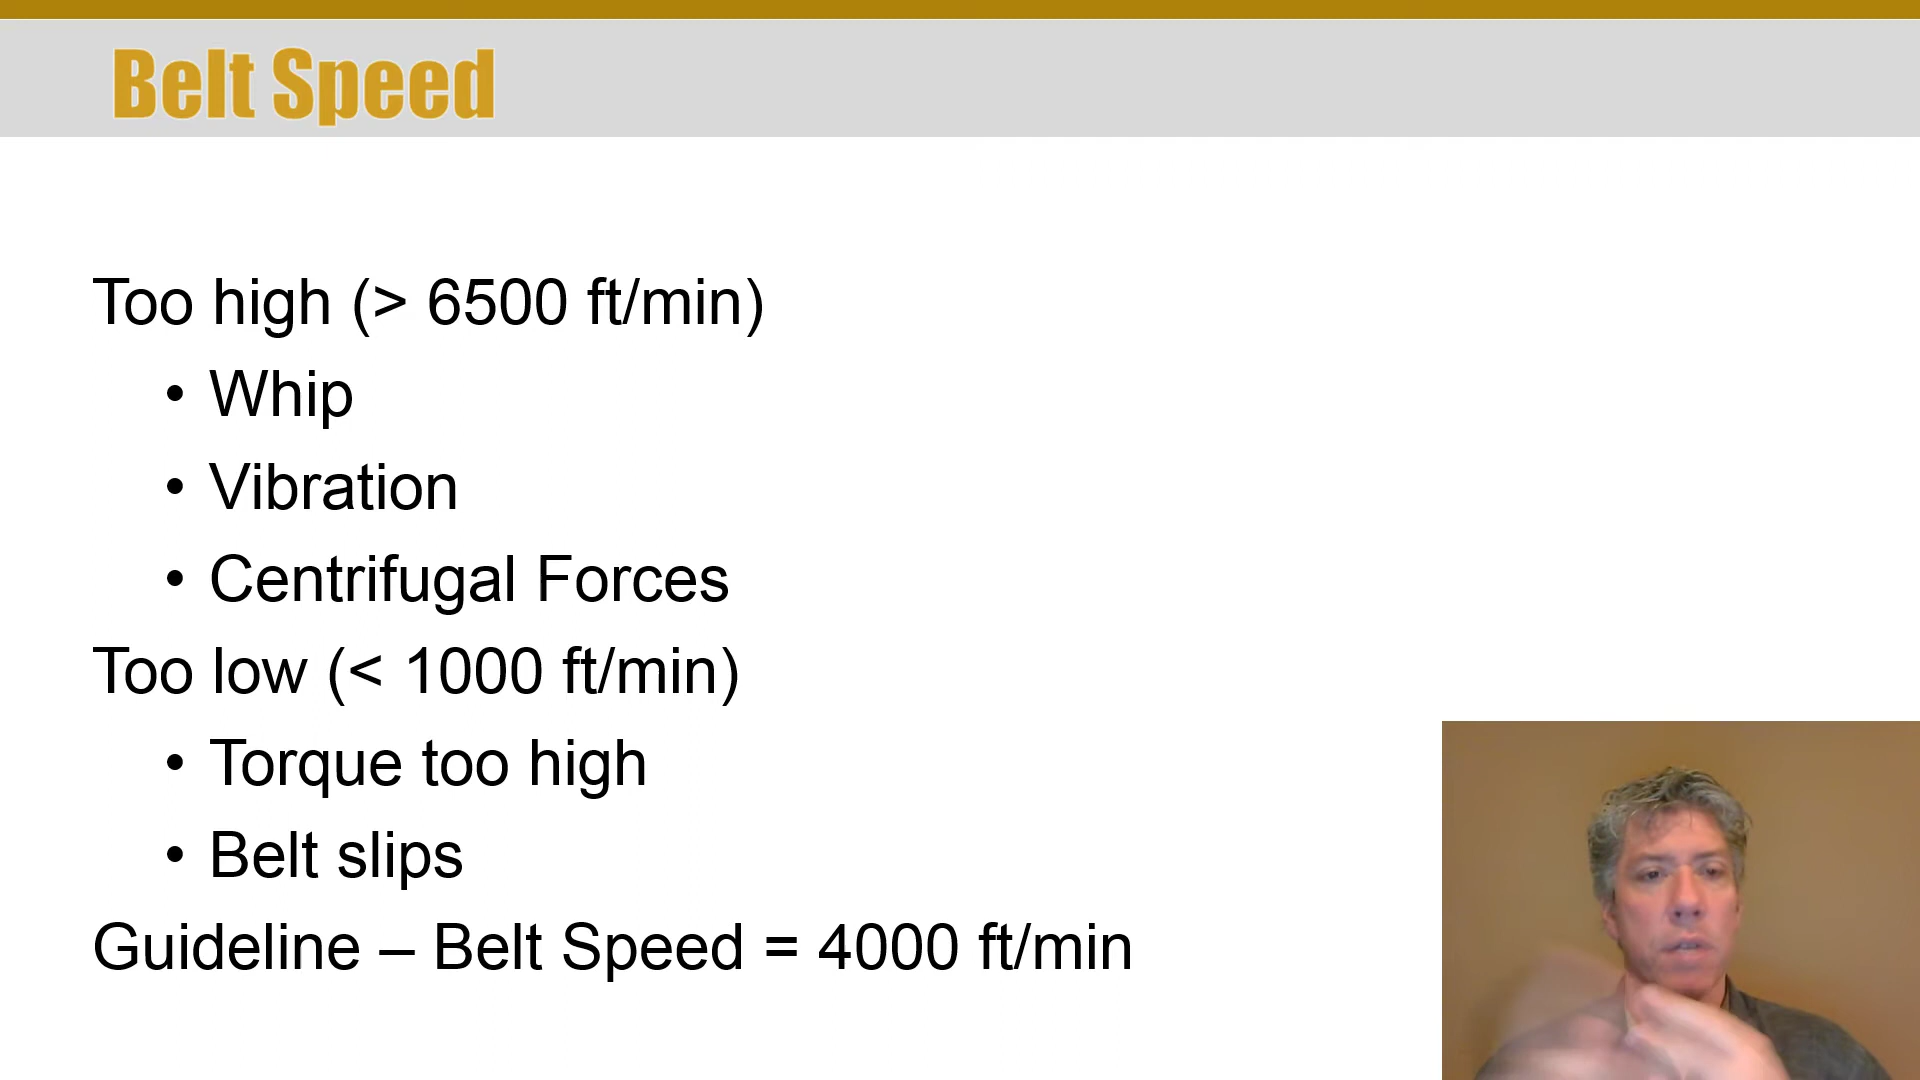 Belt Speed
Too high (> 6500 ft/min)
• Whip
• Vibration
• Centrifugal Forces
Too low (< 1000 ft/min)
• Torque too high
• Belt slips
Guideline – Belt Speed = 4000 ft/min